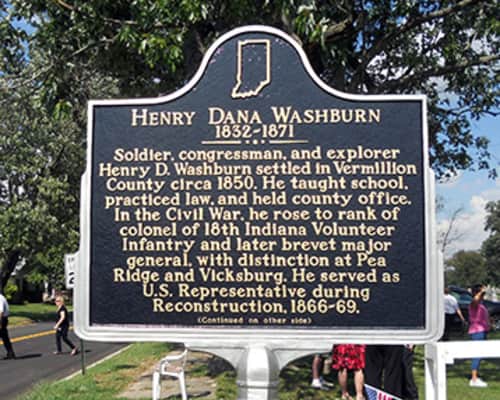 HENRY DANA WASHBURN
1832-1871
Soldier, congressman, and explorer
Henry D. Washburn settled in Vermillion
County circa 1850. He taught school,
practiced law, and held county office.
In the Civil War, he rose to rank of
colonel of 18th Indiana Volunteer
Infantry and later brevet major
general, with distinction at Pea
Ridge and Vicksburg. He served as
U.S. Representative during
Reconstruction, 1866-69.
(Continued on other side)